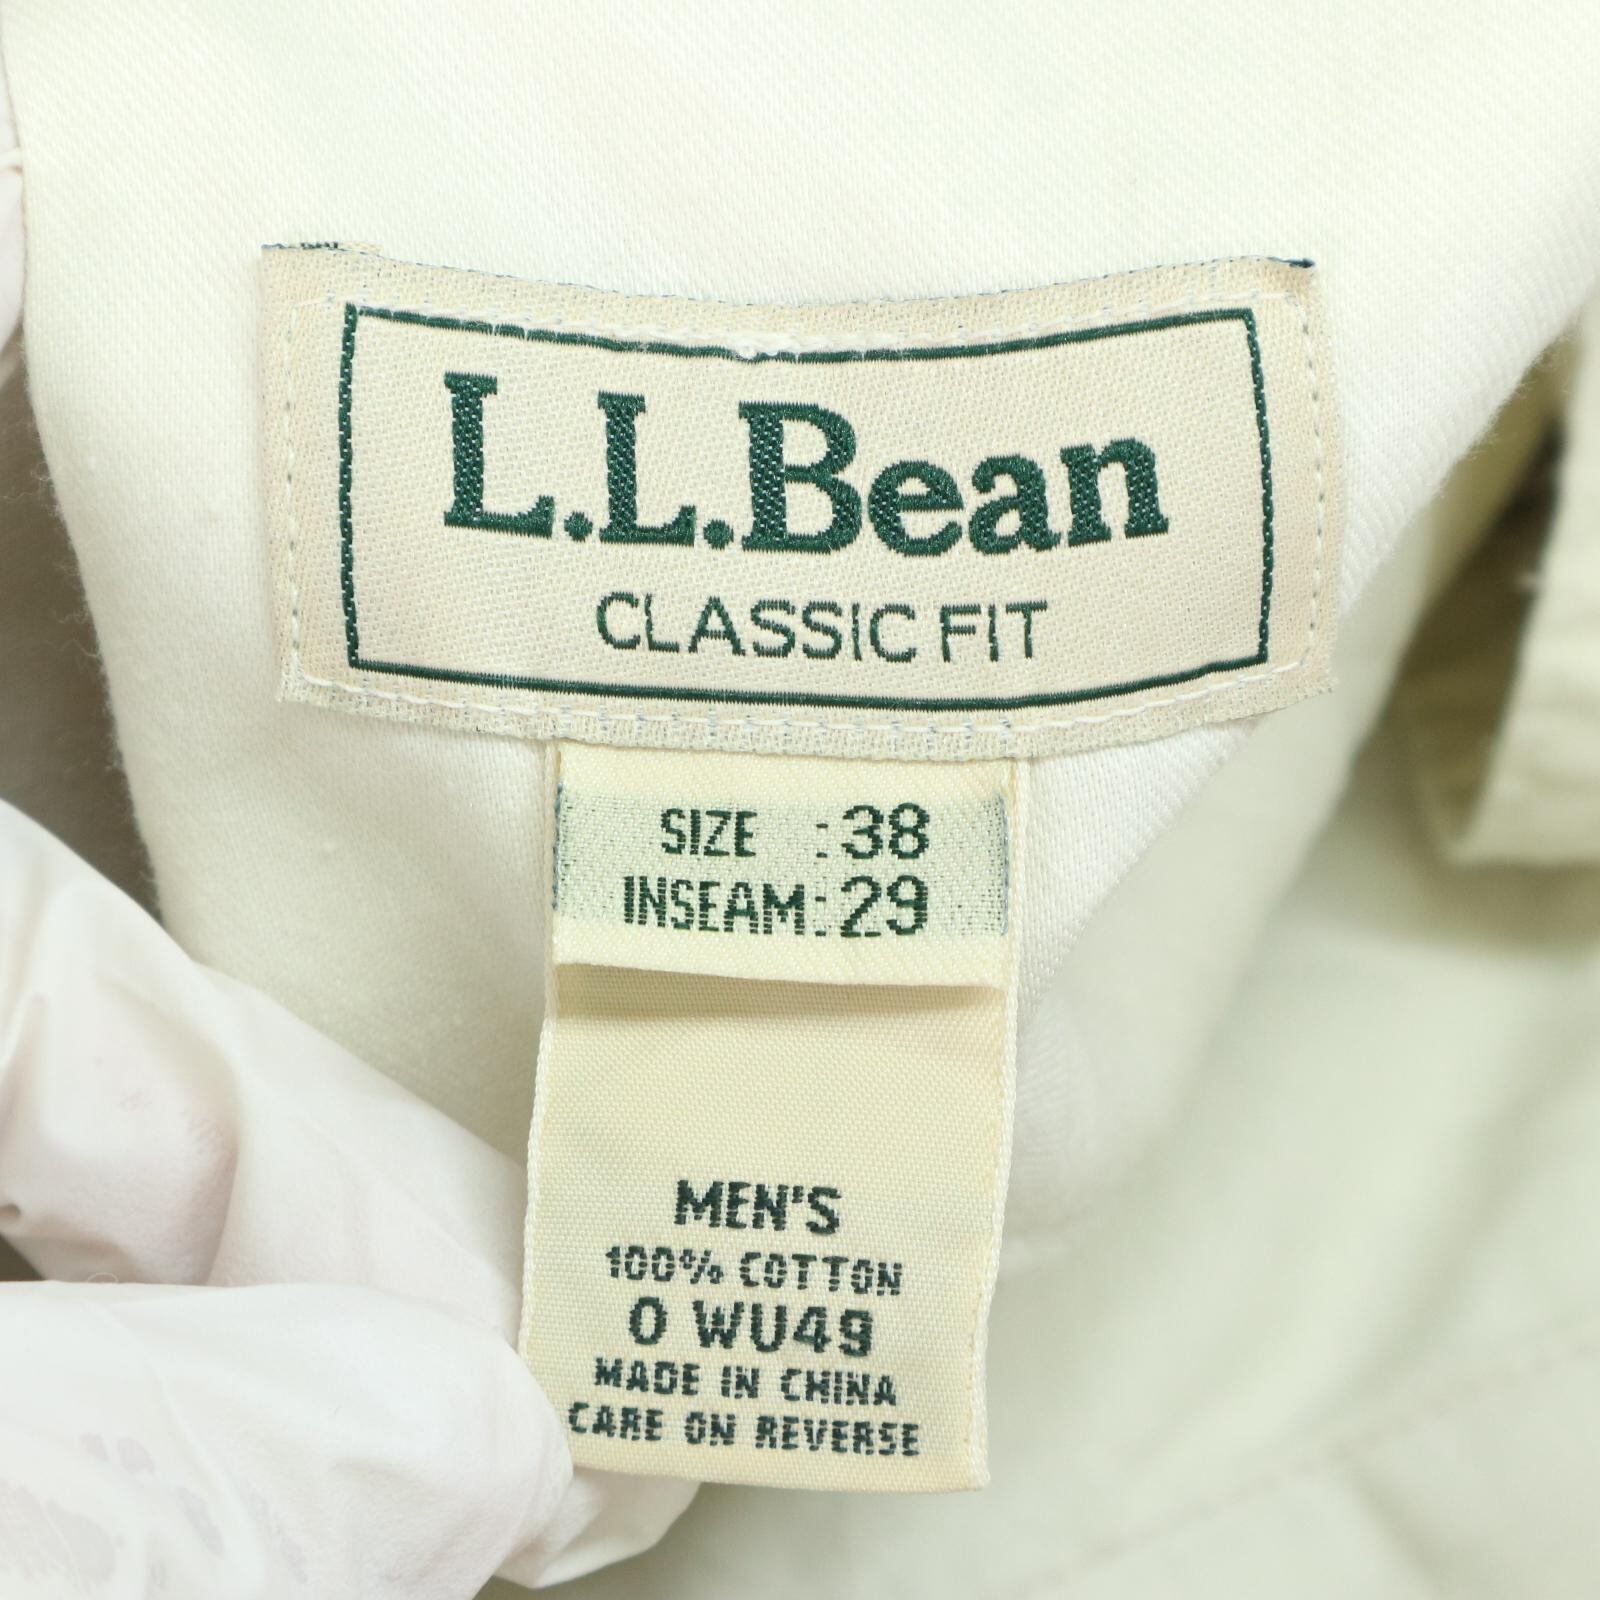 L.L.Bean
CLASSIC FIT
SIZE :38
INSEAM:29
MEN'S
100% COTTON
0 WU49
MADE IN CHINA
CARE ON REVERSE